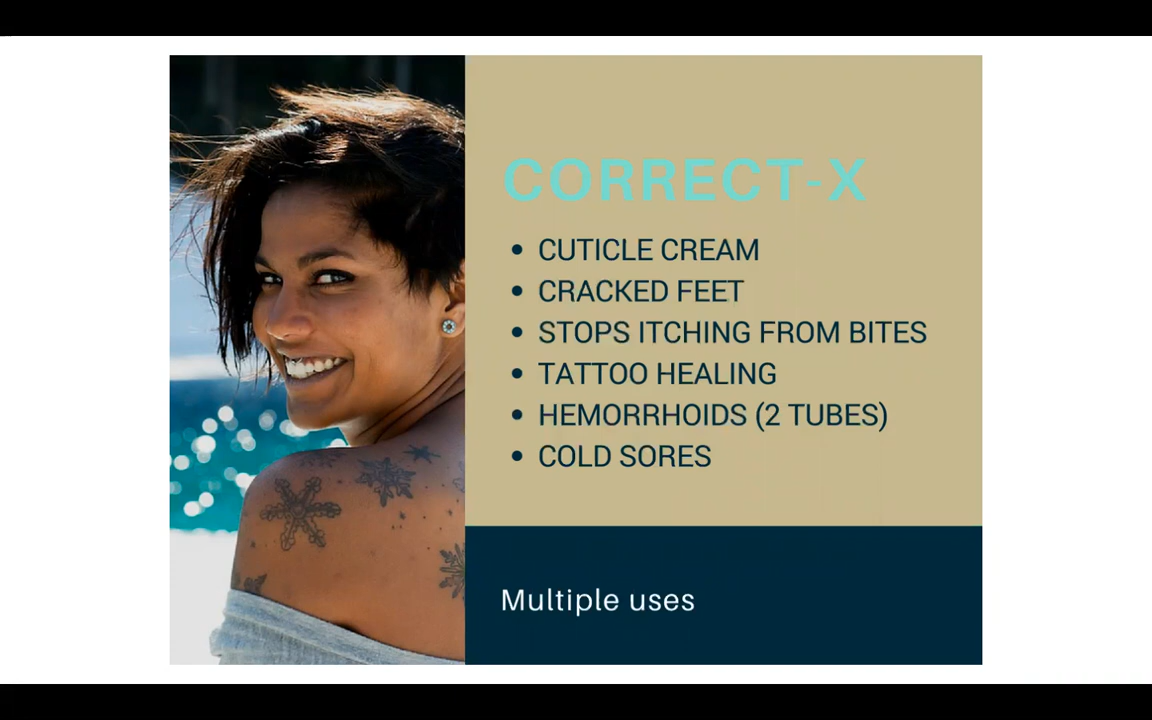 CORRECT-X
• CUTICLE CREAM
• CRACKED FEET
• STOPS ITCHING FROM BITES
• TATTOO HEALING
• HEMORRHOIDS (2 TUBES)
• COLD SORES
Multiple uses